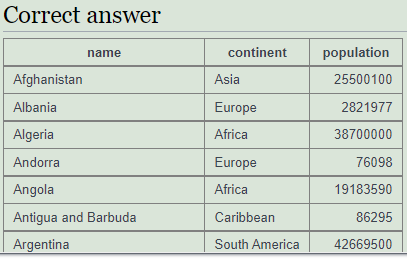 Correct answer
name continent population
Afghanistan Asia 25500100
Albania Europe 2821977
Algeria Africa 38700000
Andorra Europe 76098
Angola Africa 19183590
Antigua and Barbuda Caribbean 86295
Argentina South America 42669500